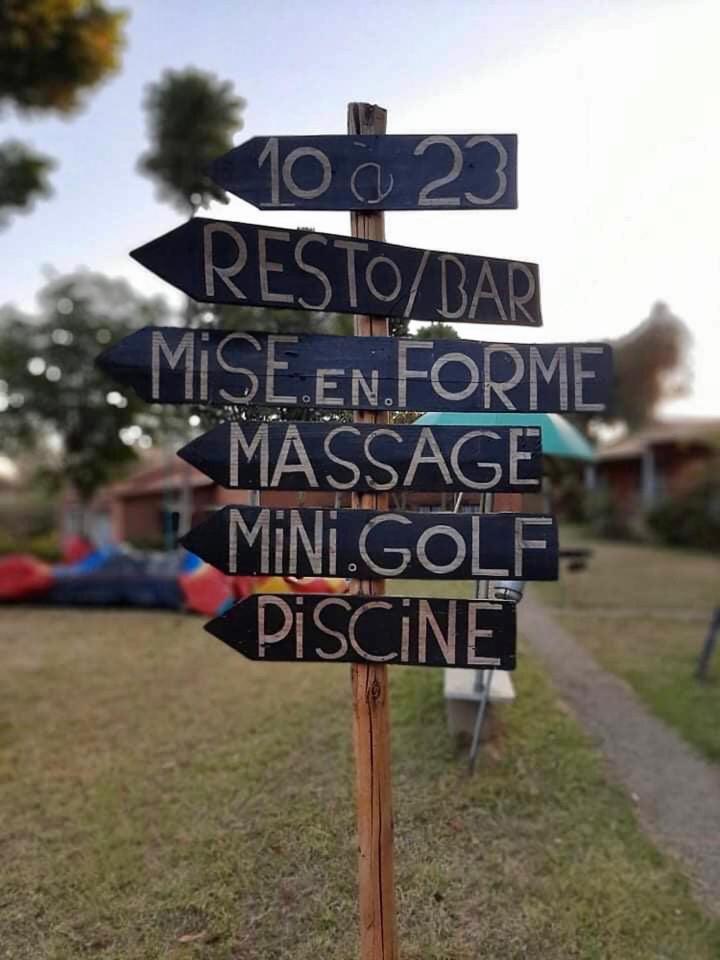 10 à 23
RESTO/BAR
MiSE.EN.FORME
MASSAGE
MiNi.GOLF
PiSCiNE